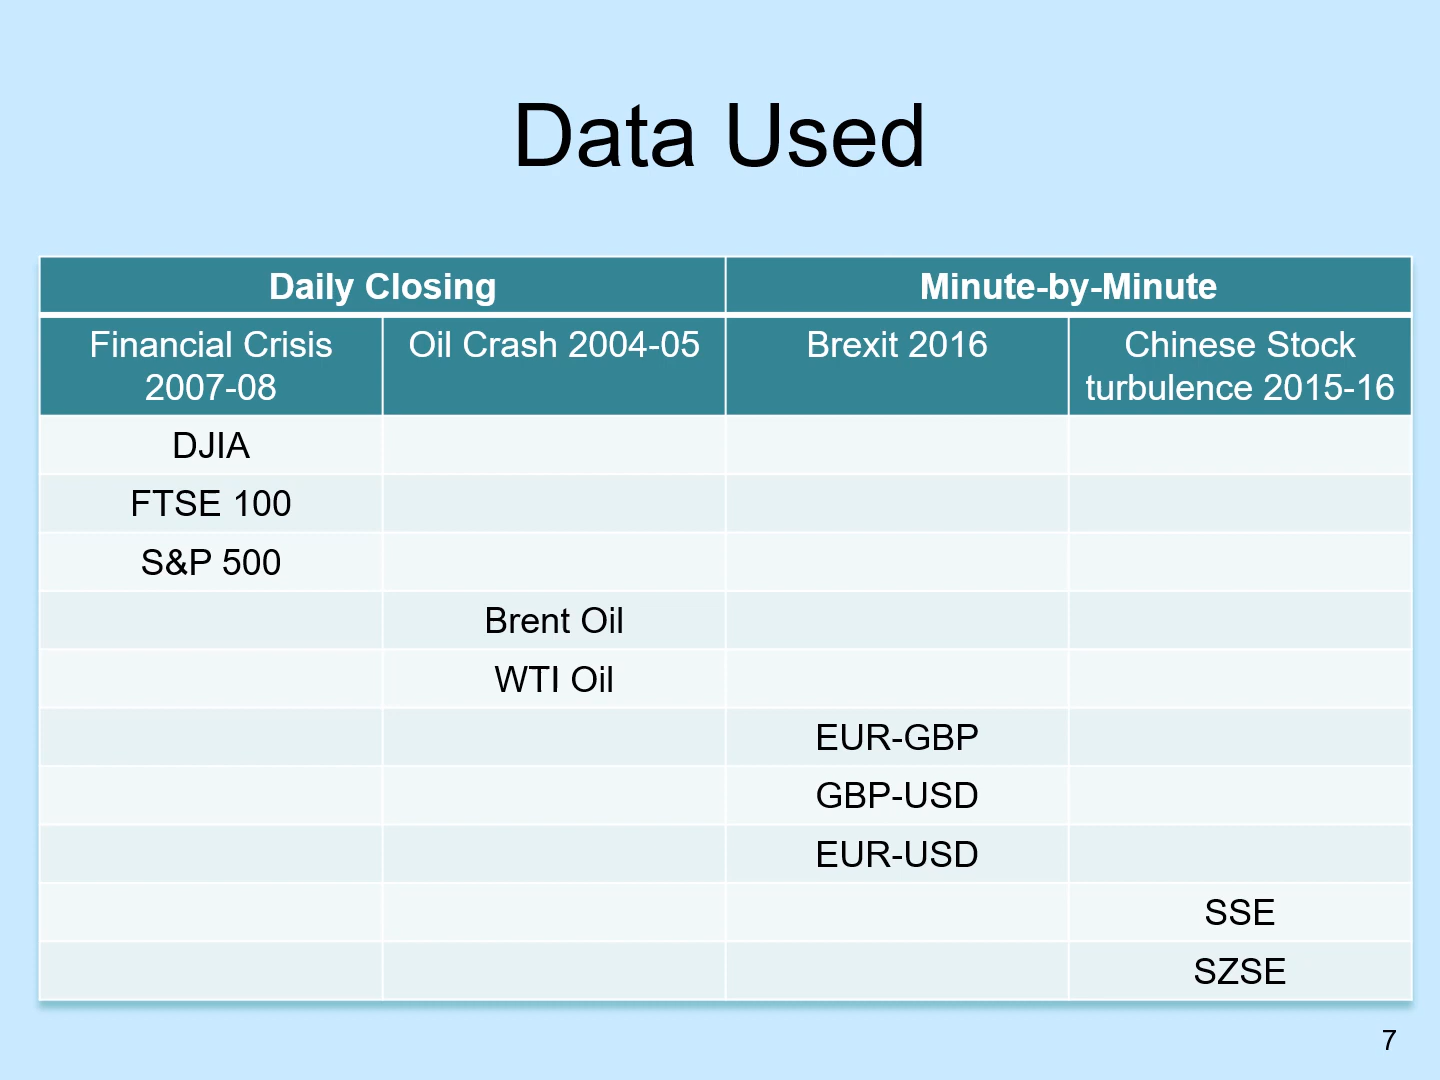 Data Used
Daily Closing
Minute-by-Minute
Financial Crisis
2007-08
Oil Crash 2004-05
Brexit 2016
Chinese Stock
turbulence 2015-16
DJIA
FTSE 100
S&P 500
Brent Oil
WTI Oil
EUR-GBP
GBP-USD
EUR-USD
SSE
SZSE
7